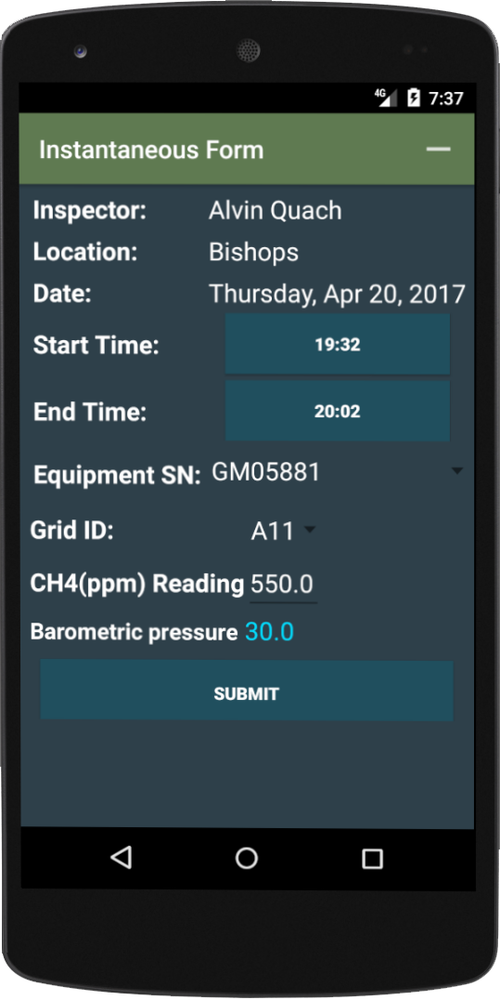 4G 7:37
Instantaneous Form
Inspector: Alvin Quach
Location: Bishops
Date: Thursday, Apr 20, 2017
Start Time: 19:32
End Time: 20:02
Equipment SN: GM05881
Grid ID: A11
CH4(ppm) Reading 550.0
Barometric pressure 30.0
SUBMIT